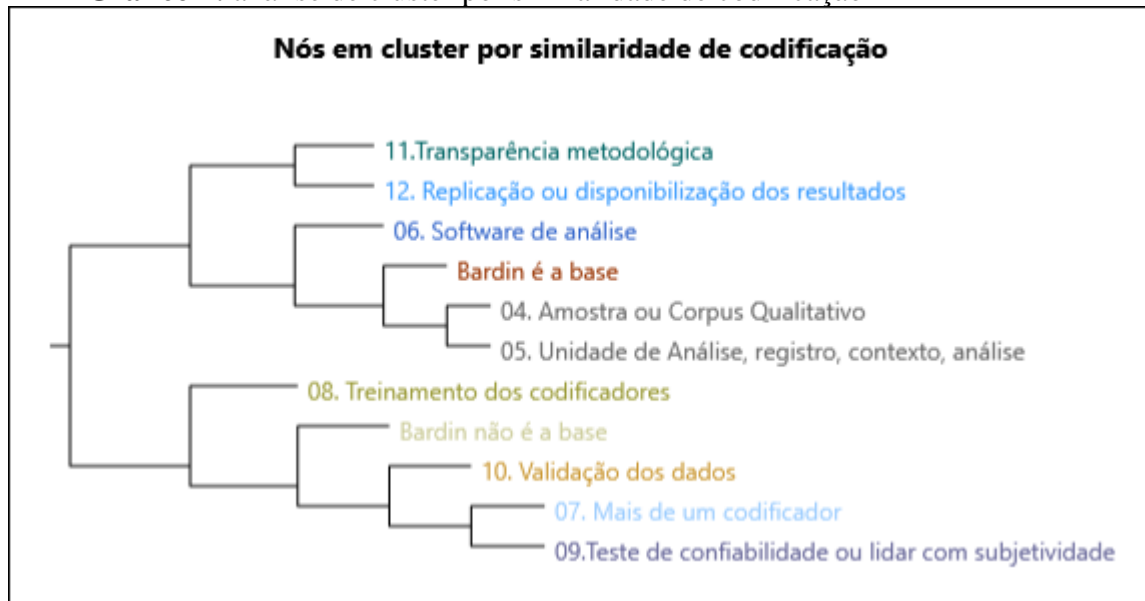 Nós em cluster por similaridade de codificação
11.Transparência metodológica
12. Replicação ou disponibilização dos resultados
06. Software de análise
Bardin é a base
04. Amostra ou Corpus Qualitativo
05. Unidade de Análise, registro, contexto, análise
08. Treinamento dos codificadores
Bardin não é a base
10. Validação dos dados
07. Mais de um codificador
09.Teste de confiabilidade ou lidar com subjetividade